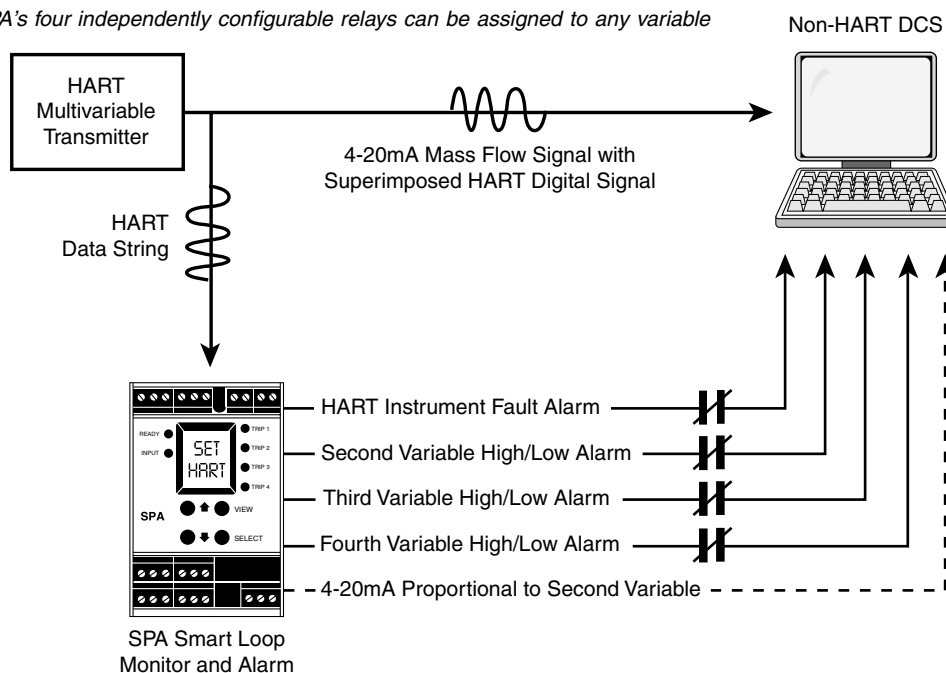 PA's four independently configurable relays can be assigned to any variable
Non-HART DCS
HART
Multivariable
Transmitter
4-20mA Mass Flow Signal with
Superimposed HART Digital Signal
HART
Data String
HART Instrument Fault Alarm
READY
INPUT
SET
HART
TRIP 1
TRIP 2
TRIP 3
TRIP 4
Second Variable High/Low Alarm
Third Variable High/Low Alarm
SPA
VIEW
SELECT
Fourth Variable High/Low Alarm
4-20mA Proportional to Second Variable
SPA Smart Loop
Monitor and Alarm